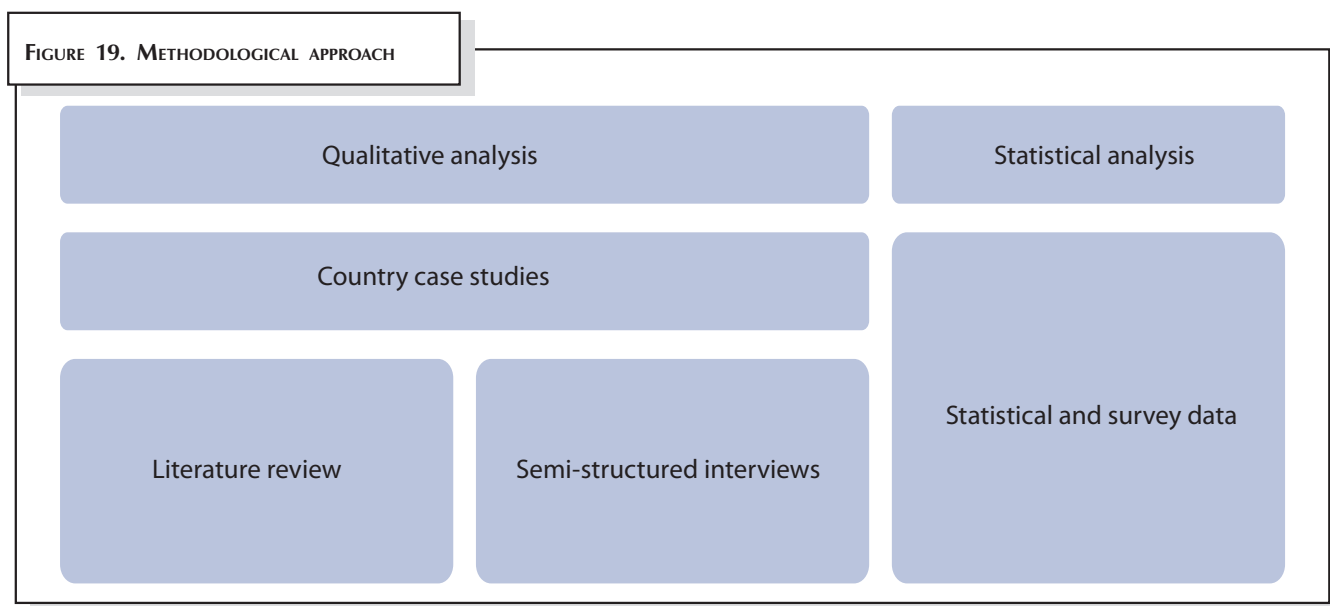 FIGURE 19. METHODOLOGICAL APPROACH
Qualitative analysis
Statistical analysis
Country case studies
Statistical and survey data
Literature review
Semi-structured interviews